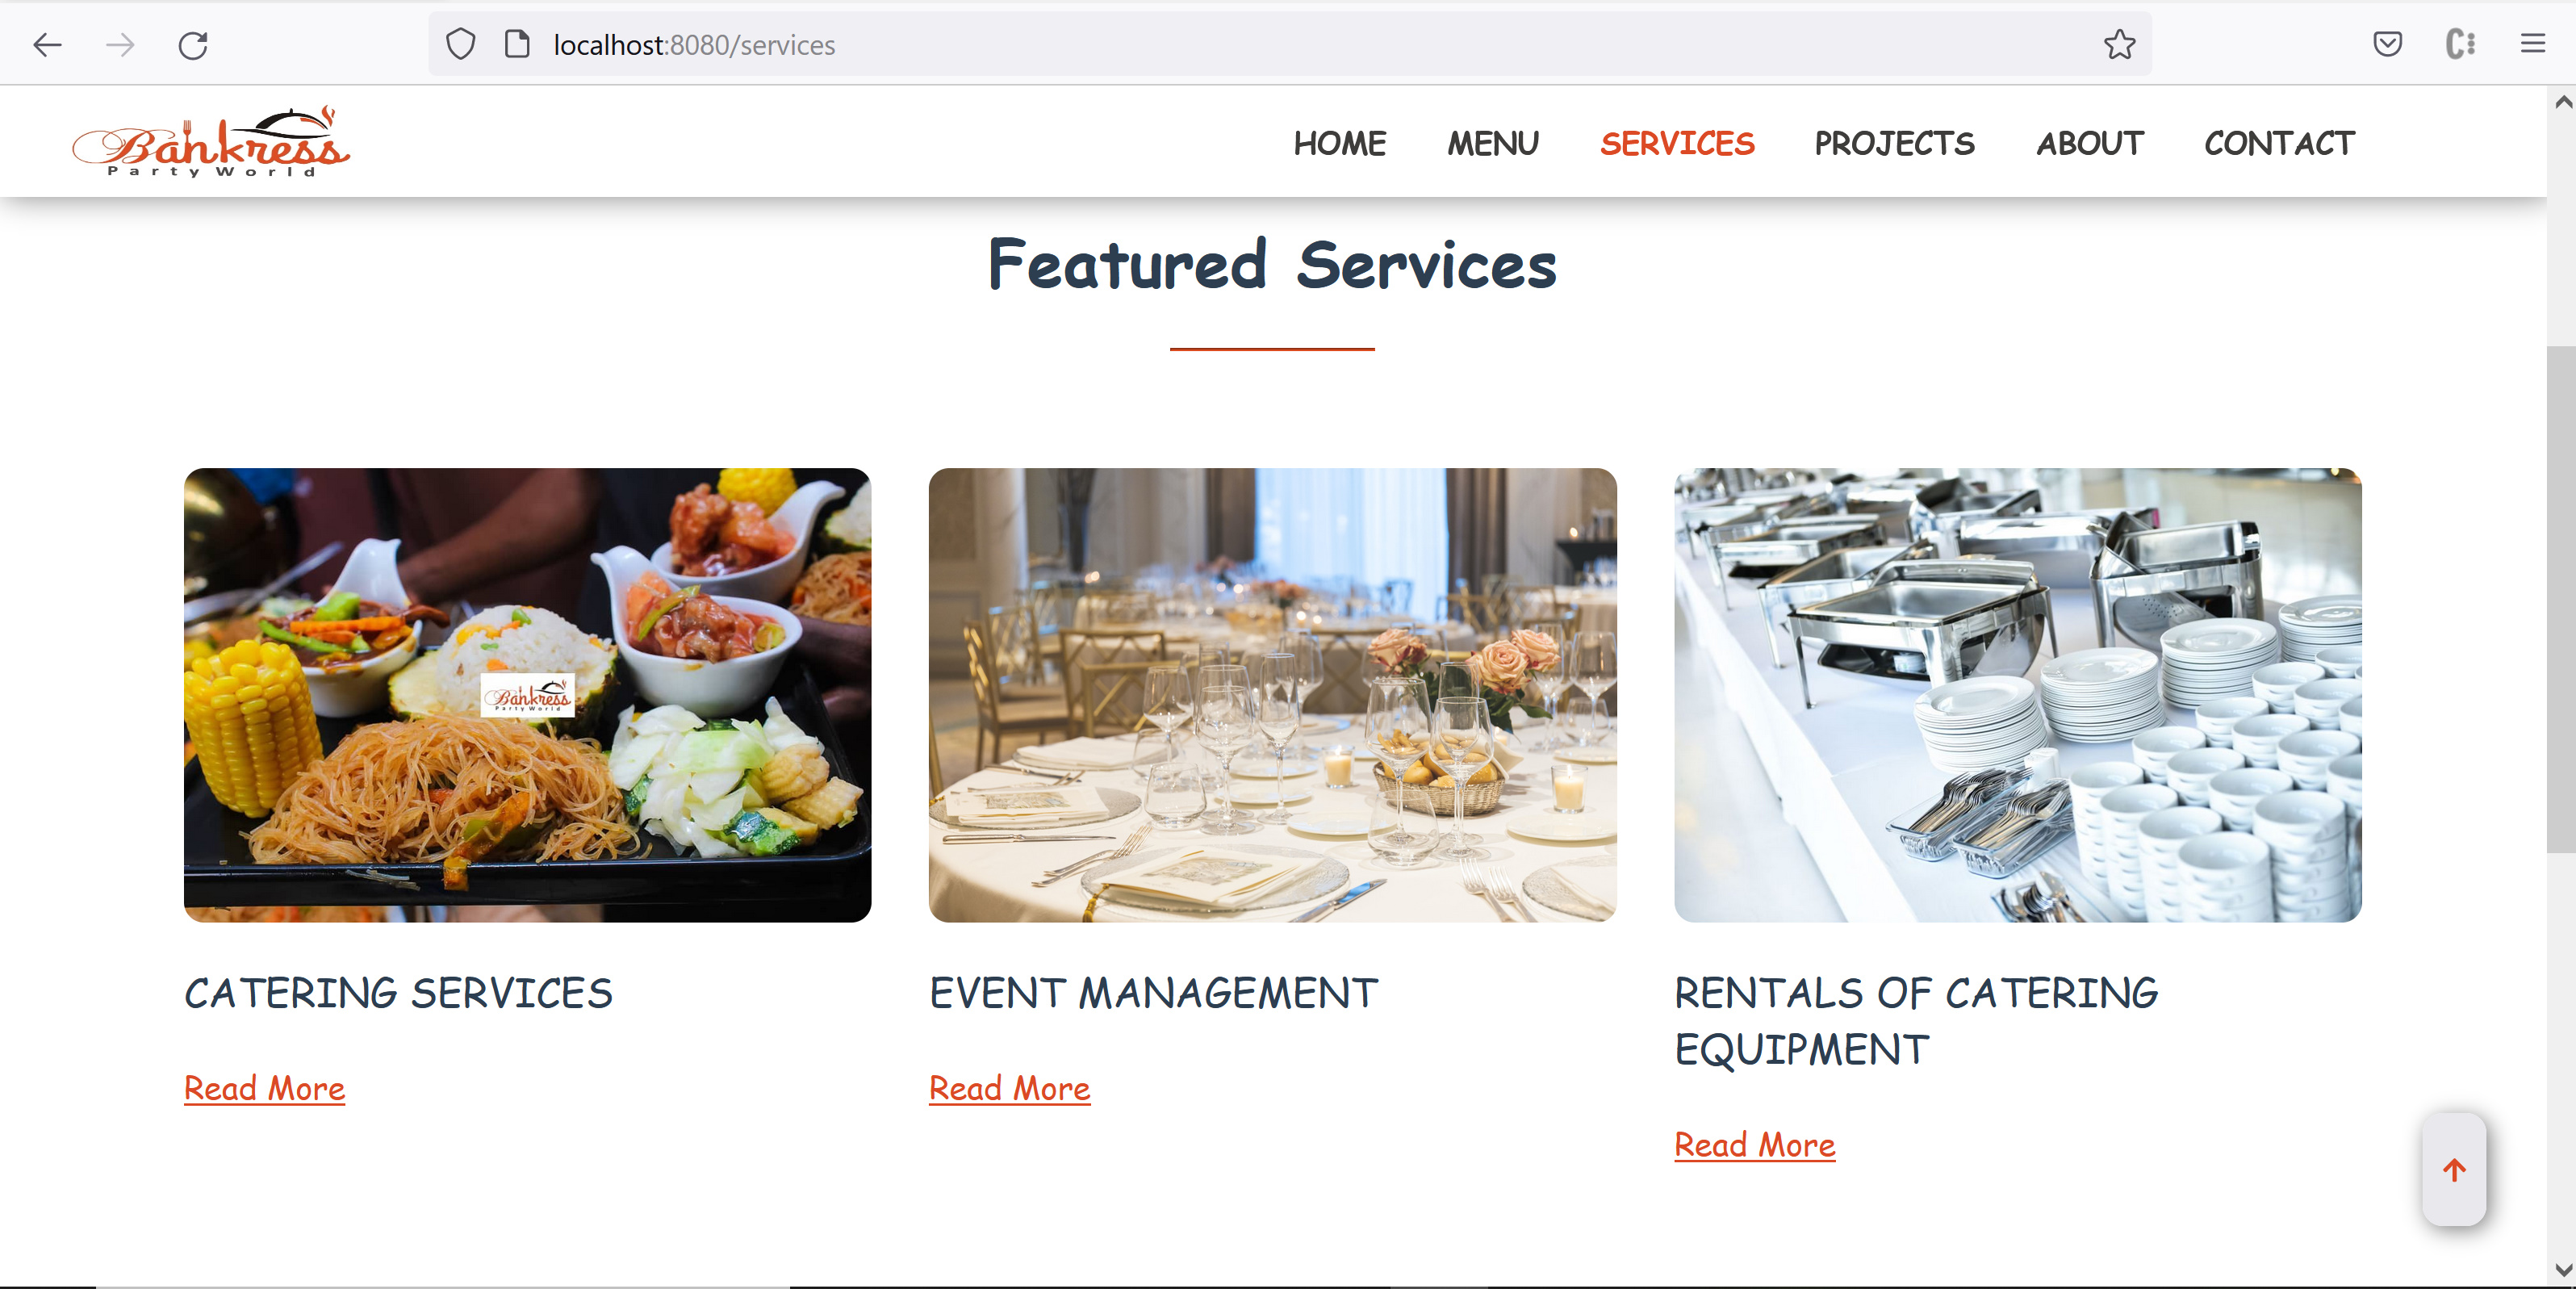 localhost:8080/services
Bankress
Party World
HOME MENU SERVICES PROJECTS ABOUT CONTACT
Featured Services
Bankress
Party World
CATERING SERVICES
Read More
EVENT MANAGEMENT
Read More
RENTALS OF CATERING
EQUIPMENT
Read More